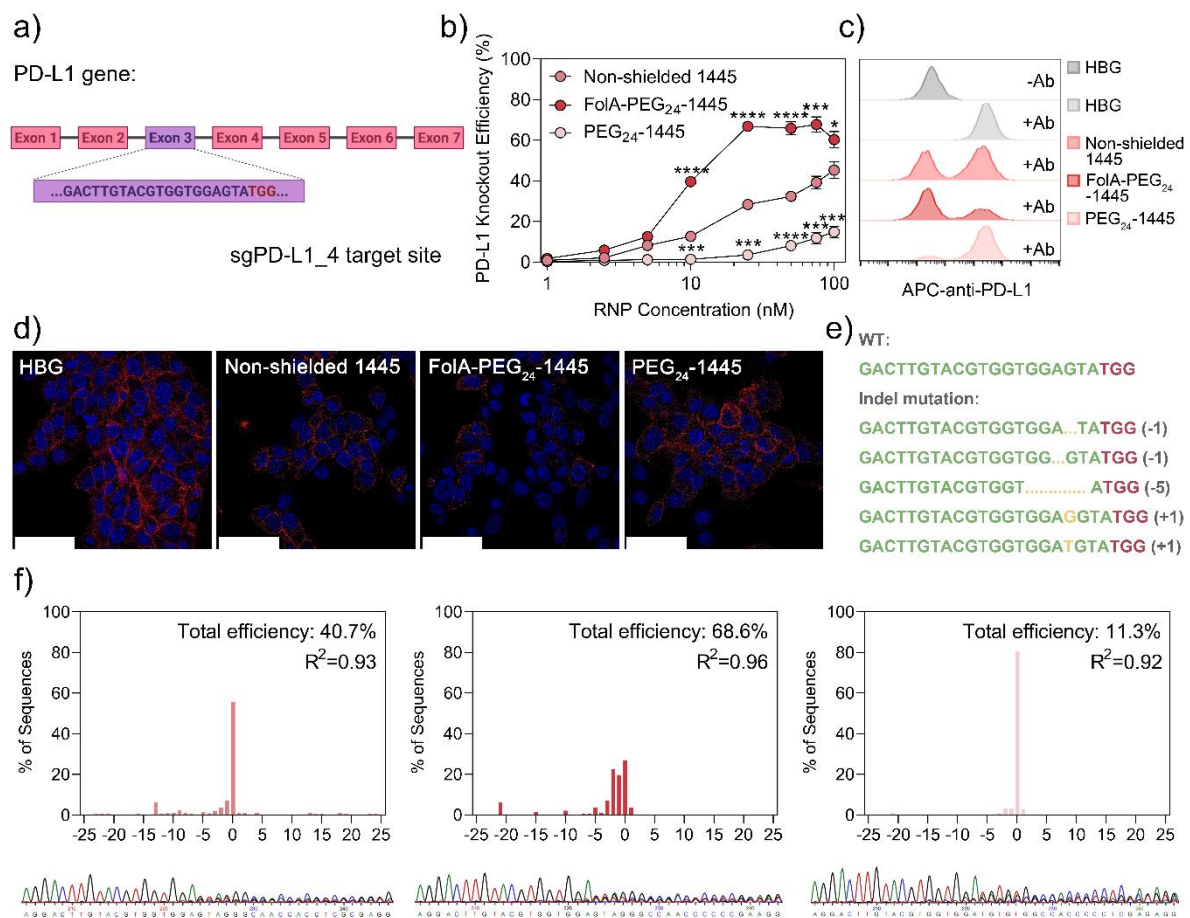 a)
PD-L1 gene:
Exon 1 Exon 2 Exon 3 Exon 4 Exon 5 Exon 6 Exon 7
...GACTTGTACGTGGTGGAGTATGG...
sgPD-L1_4 target site
b)
PD-L1 Knockout Efficiency (%)
100
80
60
40
20
0
Non-shielded 1445
FolA-PEG24-1445
PEG24-1445
**** **** **** *** *
*** *** **** *** ***
1 10 100
RNP Concentration (nM)
c)
-Ab
+Ab
+Ab
+Ab
+Ab
APC-anti-PD-L1
HBG
HBG
Non-shielded
1445
FolA-PEG24
-1445
PEG24-1445
d)
HBG
Non-shielded 1445
FolA-PEG24-1445
PEG24-1445
e)
WT:
GACTTGTACGTGGTGGAGTATGG
Indel mutation:
GACTTGTACGTGGTGGA...TATGG (-1)
GACTTGTACGTGGTGG...GTATGG (-1)
GACTTGTACGTGGT............. ATGG (-5)
GACTTGTACGTGGTGGAGGTATGG (+1)
GACTTGTACGTGGTGGATGTATGG (+1)
f)
% of Sequences
100
80
60
40
20
0
Total efficiency: 40.7%
R2=0.93
-25 -20 -15 -10 -5 0 5 10 15 20 25
% of Sequences
100
80
60
40
20
0
Total efficiency: 68.6%
R2=0.96
-25 -20 -15 -10 -5 0 5 10 15 20 25
% of Sequences
100
80
60
40
20
0
Total efficiency: 11.3%
R2=0.92
-25 -20 -15 -10 -5 0 5 10 15 20 25
AGGACTTGTACGTGGTGGAGTAGGGCAACCACCTCGCGAGG